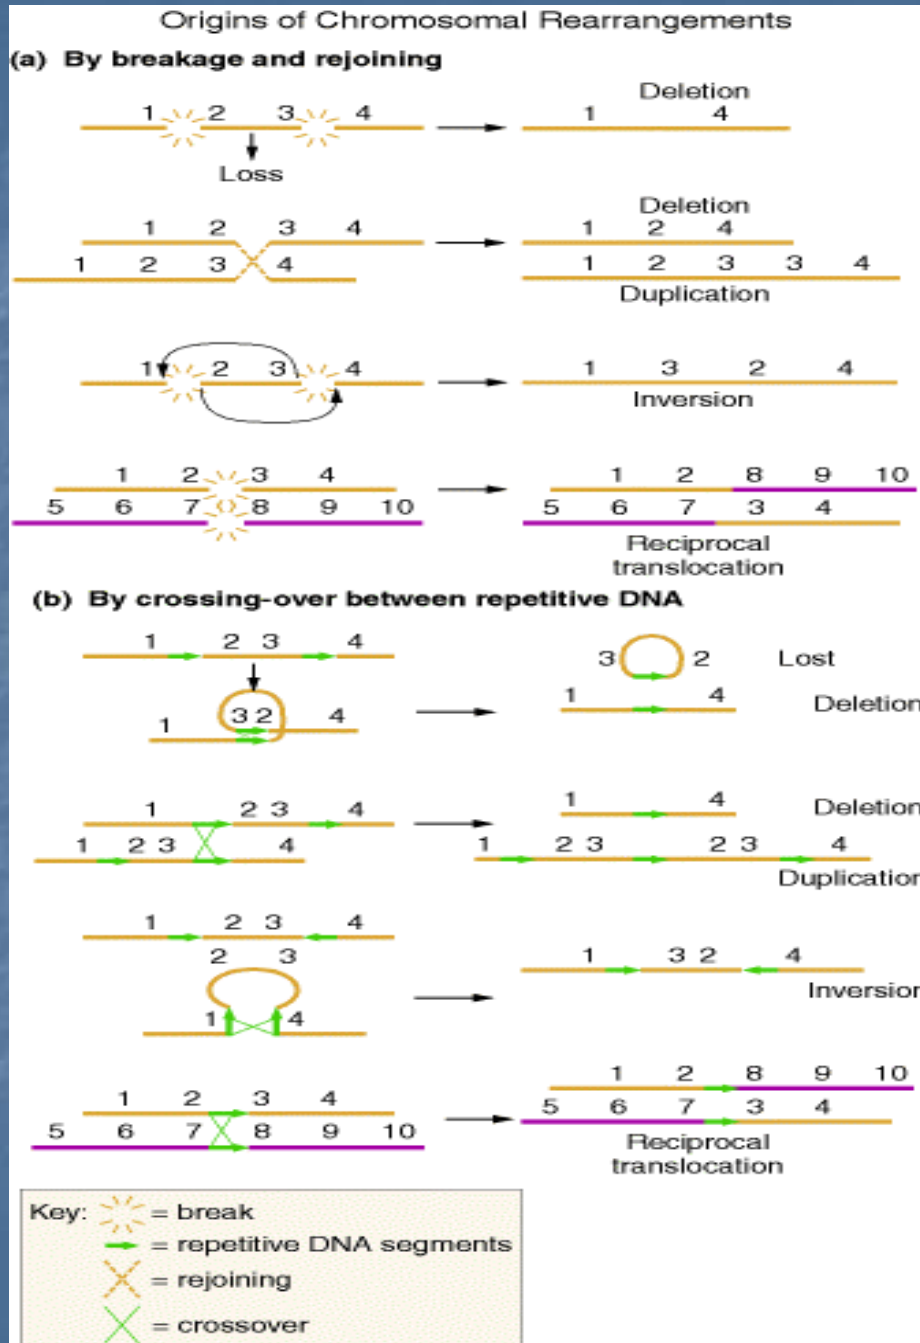 Origins of Chromosomal Rearrangements
(a) By breakage and rejoining
Deletion
1 2 3 4
1 4
Loss
Deletion
1 2 3 4
1 2 4
1 2 3 4
1 2 3 3 4
Duplication
1 2 3 4
1 3 2 4
Inversion
1 2 3 4
1 2 8 9 10
5 6 7 8 9 10
5 6 7 3 4
Reciprocal
translocation
(b) By crossing-over between repetitive DNA
1 2 3 4
3 2 Lost
1 4 Deletion
1 3 2 4
1 2 3 4
1 4 Deletion
1 2 3 4
1 2 3 2 3 4
Duplication
1 2 3 4
2 3
1 3 2 4
Inversion
1 4
1 2 3 4
1 2 8 9 10
5 6 7 8 9 10
5 6 7 3 4
Reciprocal
translocation
Key: = break
= repetitive DNA segments
= rejoining
= crossover